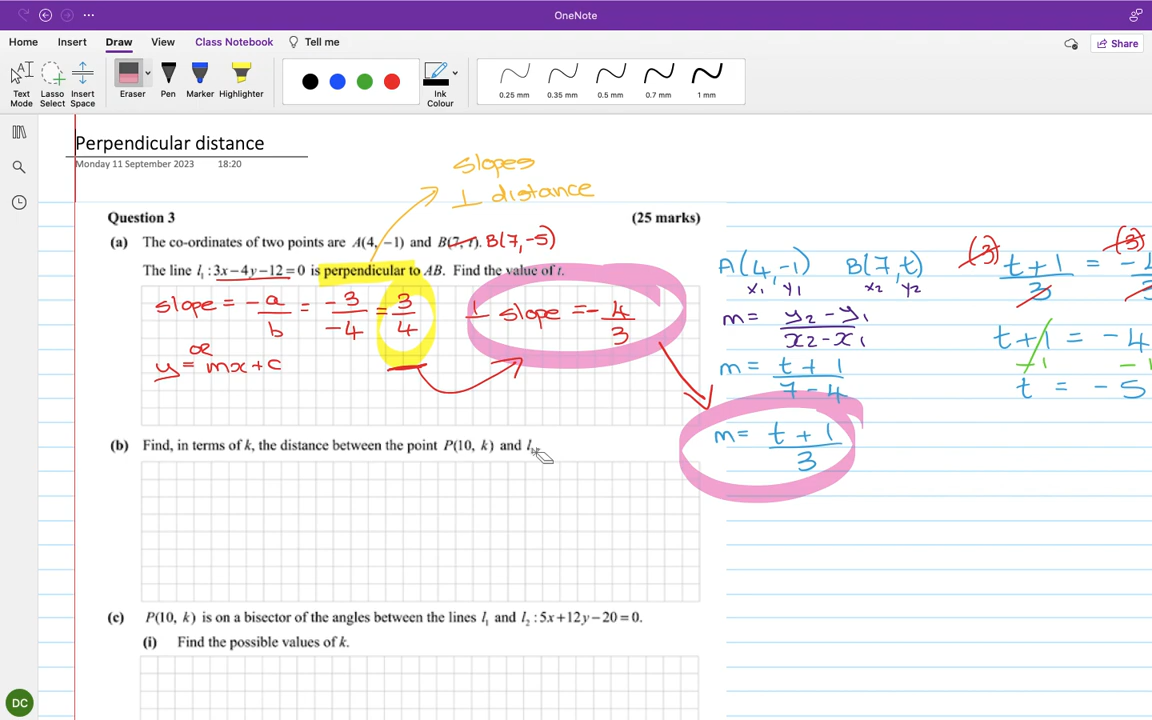 OneNote
Home Insert Draw View Class Notebook Tell me
Share
Text Mode
Lasso Select
Insert Space
Eraser
Pen
Marker
Highlighter
Ink Colour
0.25 mm 0.35 mm 0.5 mm 0.7 mm 1 mm
Perpendicular distance
Monday 11 September 2023 18:20
slopes
⊥ distance
Question 3 (25 marks)
(a) The co-ordinates of two points are A(4, −1) and B(7, t). B(7,-5)
The line l₁ : 3x−4y−12=0 is perpendicular to AB. Find the value of t.
slope = -a/b = -3/-4 = 3/4
⊥ slope = -4/3
or
y = mx+c
A(4,-1) B(7,t)
x₁ y₁ x₂ y₂
m = y₂ - y₁ / x₂ - x₁
m = t+1 / 7-4
m = t+1 / 3
(3) t+1 / 3 = (3) -4
t+1 = -4
-1 -1
t = -5
(b) Find, in terms of k, the distance between the point P(10, k) and l
(c) P(10, k) is on a bisector of the angles between the lines l₁ and l₂ : 5x+12y−20=0.
(i) Find the possible values of k.
DC